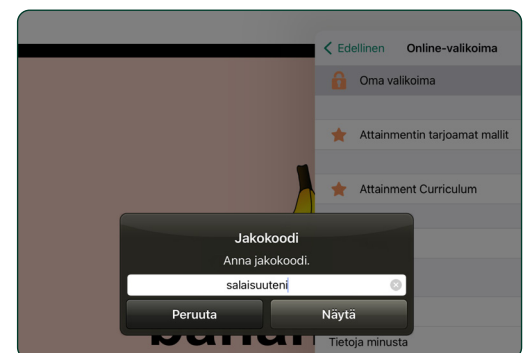 Edellinen Online-valikoima
Oma valikoima
Attainmentin tarjoamat mallit
Attainment Curriculum
Jakokoodi
Anna jakokoodi.
salaisuuteni
Peruuta Näytä
Tietoja minusta